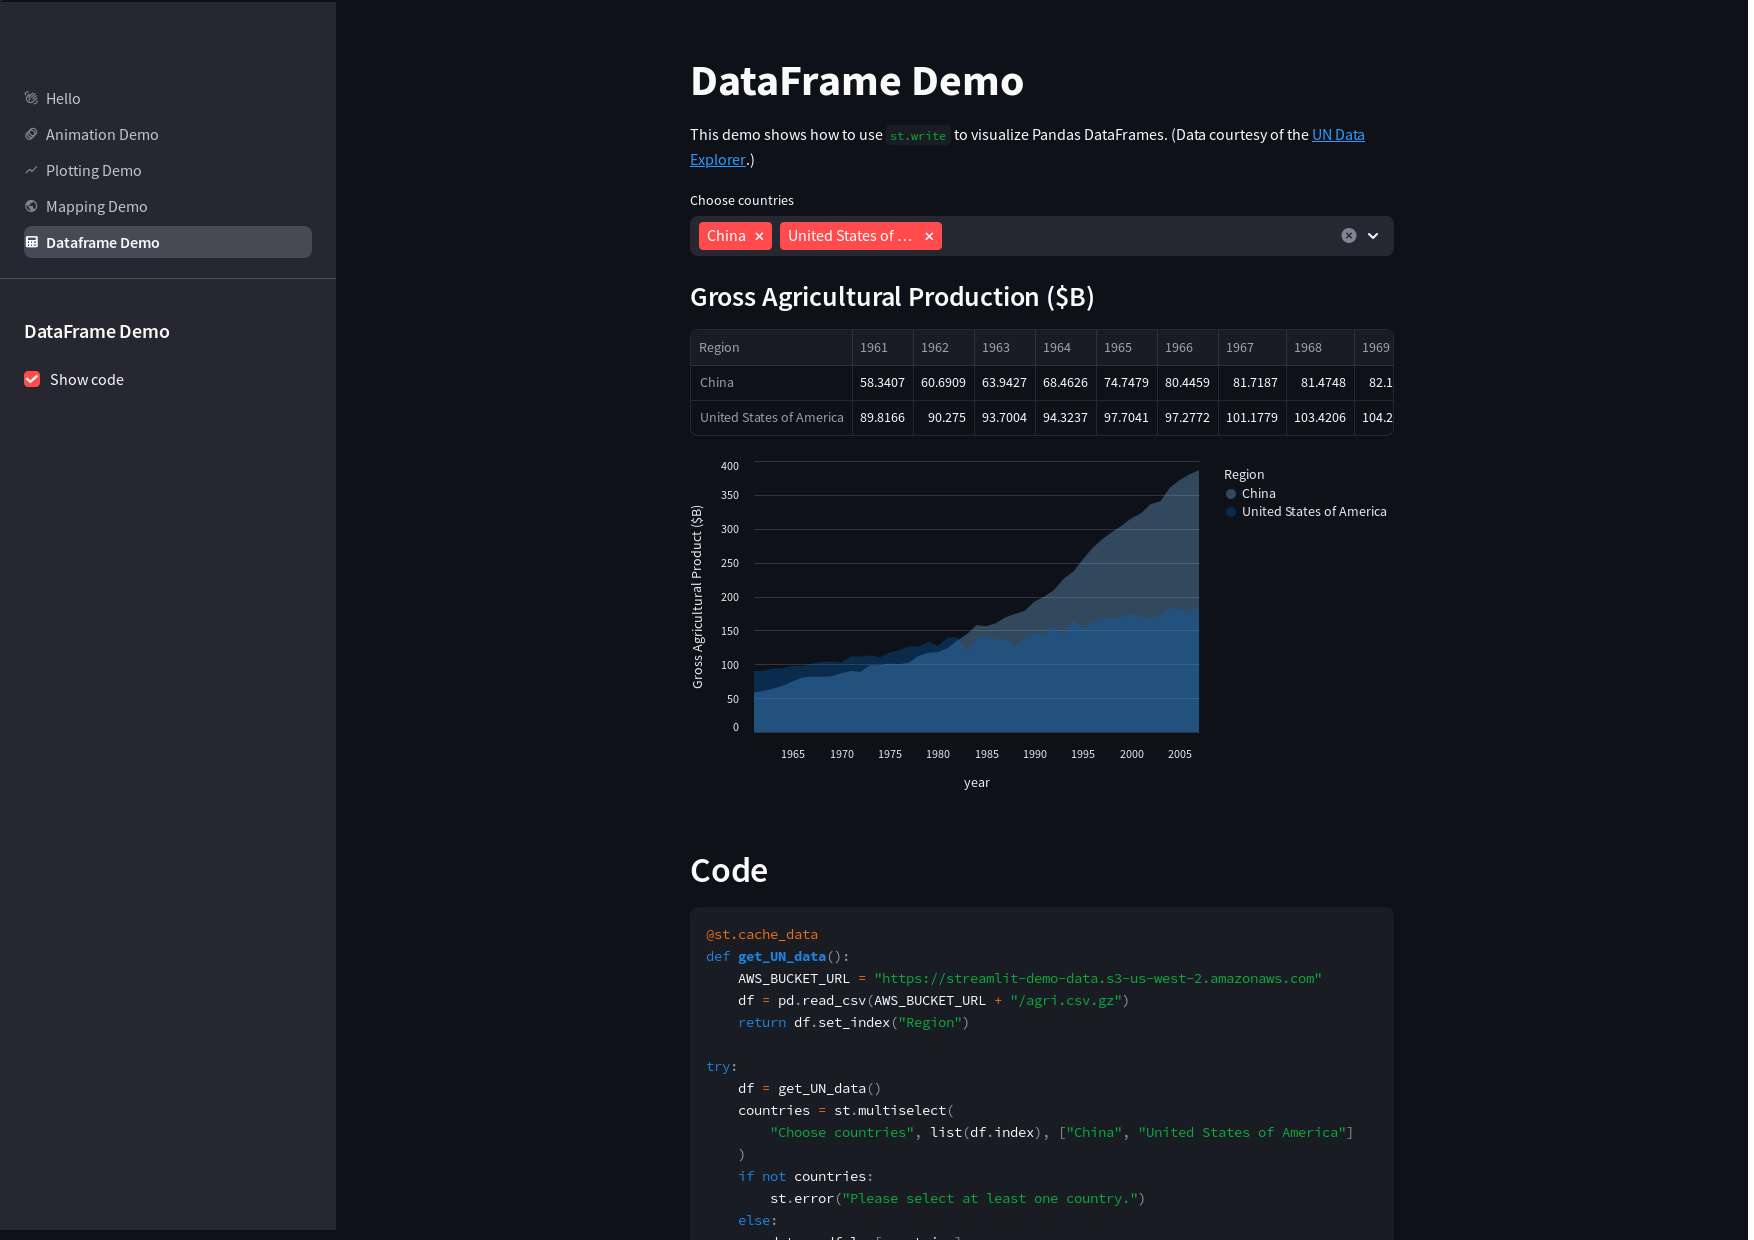 Hello
Animation Demo
Plotting Demo
Mapping Demo
Dataframe Demo
DataFrame Demo
Show code
DataFrame Demo
This demo shows how to use st.write to visualize Pandas DataFrames. (Data courtesy of the UN Data
Explorer.)
Choose countries
China United States of …
Gross Agricultural Production ($B)
Region 1961 1962 1963 1964 1965 1966 1967 1968 1969
China 58.3407 60.6909 63.9427 68.4626 74.7479 80.4459 81.7187 81.4748 82.1
United States of America 89.8166 90.275 93.7004 94.3237 97.7041 97.2772 101.1779 103.4206 104.2
Gross Agricultural Product ($B)
400
350
300
250
200
150
100
50
0
1965 1970 1975 1980 1985 1990 1995 2000 2005
year
Region
China
United States of America
Code
@st.cache_data
def get_UN_data():
    AWS_BUCKET_URL = "https://streamlit-demo-data.s3-us-west-2.amazonaws.com"
    df = pd.read_csv(AWS_BUCKET_URL + "/agri.csv.gz")
    return df.set_index("Region")
try:
    df = get_UN_data()
    countries = st.multiselect(
        "Choose countries", list(df.index), ["China", "United States of America"]
    )
    if not countries:
        st.error("Please select at least one country.")
    else: